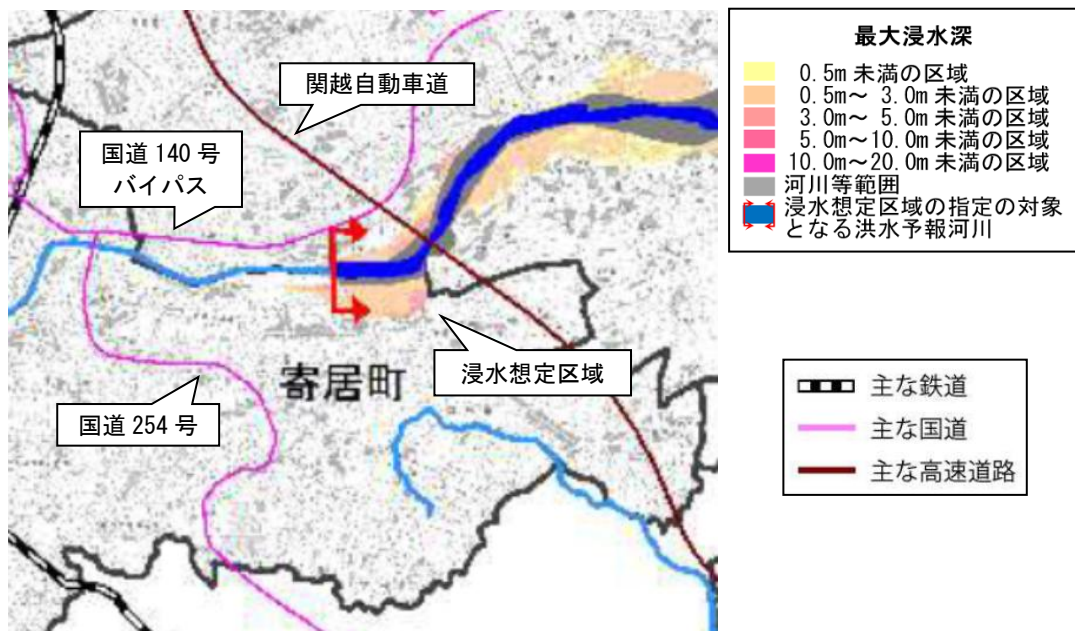 関越自動車道
国道 140 号
バイパス
浸水想定区域
寄居町
国道 254 号
最大浸水深
0.5m 未満の区域
0.5m～ 3.0m 未満の区域
3.0m～ 5.0m 未満の区域
5.0m～10.0m 未満の区域
10.0m～20.0m 未満の区域
河川等範囲
浸水想定区域の指定の対象
となる洪水予報河川
主な鉄道
主な国道
主な高速道路